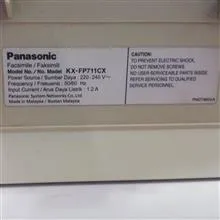 Panasonic
Facsimile / Faksimili
Model No. / No. Model KX-FP711CX
Power Source / Sumber Daya : 220 - 240 V~
Frequency / Frekuensi : 50/60 Hz
Input Current / Arus Daya Listrik : 1.2 A
Panasonic System Networks Co., Ltd.
Made in Malaysia / Buatan Malaysia
CAUTION:
TO PREVENT ELECTRIC SHOCK,
DO NOT REMOVE SCREWS.
NO USER SERVICEABLE PARTS INSIDE.
REFER SERVICING TO QUALIFIED
SERVICE PERSONNEL.